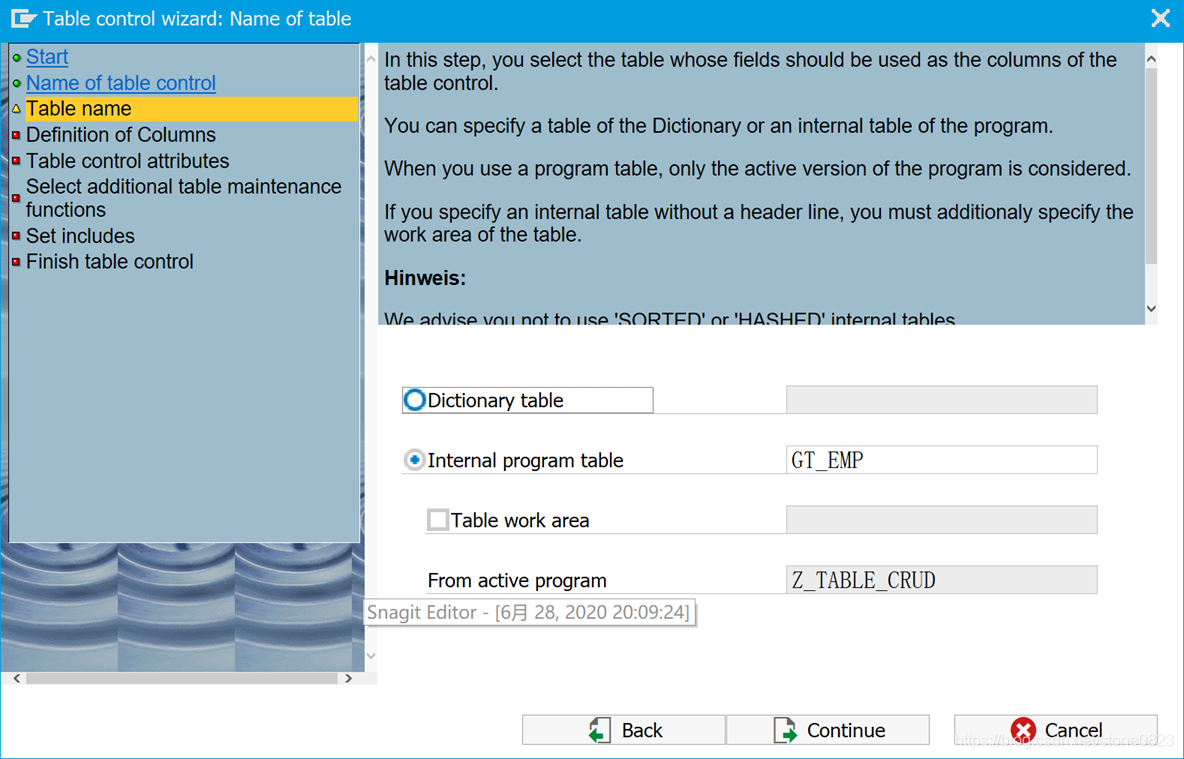 Table control wizard: Name of table
Start
Name of table control
Table name
Definition of Columns
Table control attributes
Select additional table maintenance
functions
Set includes
Finish table control
In this step, you select the table whose fields should be used as the columns of the
table control.
You can specify a table of the Dictionary or an internal table of the program.
When you use a program table, only the active version of the program is considered.
If you specify an internal table without a header line, you must additionaly specify the
work area of the table.
Hinweis:
We advise you not to use 'SORTED' or 'HASHED' internal tables
Dictionary table
Internal program table GT_EMP
Table work area
From active program Z_TABLE_CRUD
Snagit Editor - [6月 28, 2020 20:09:24]
Back Continue Cancel
https://blog.csdn.net/stone0823